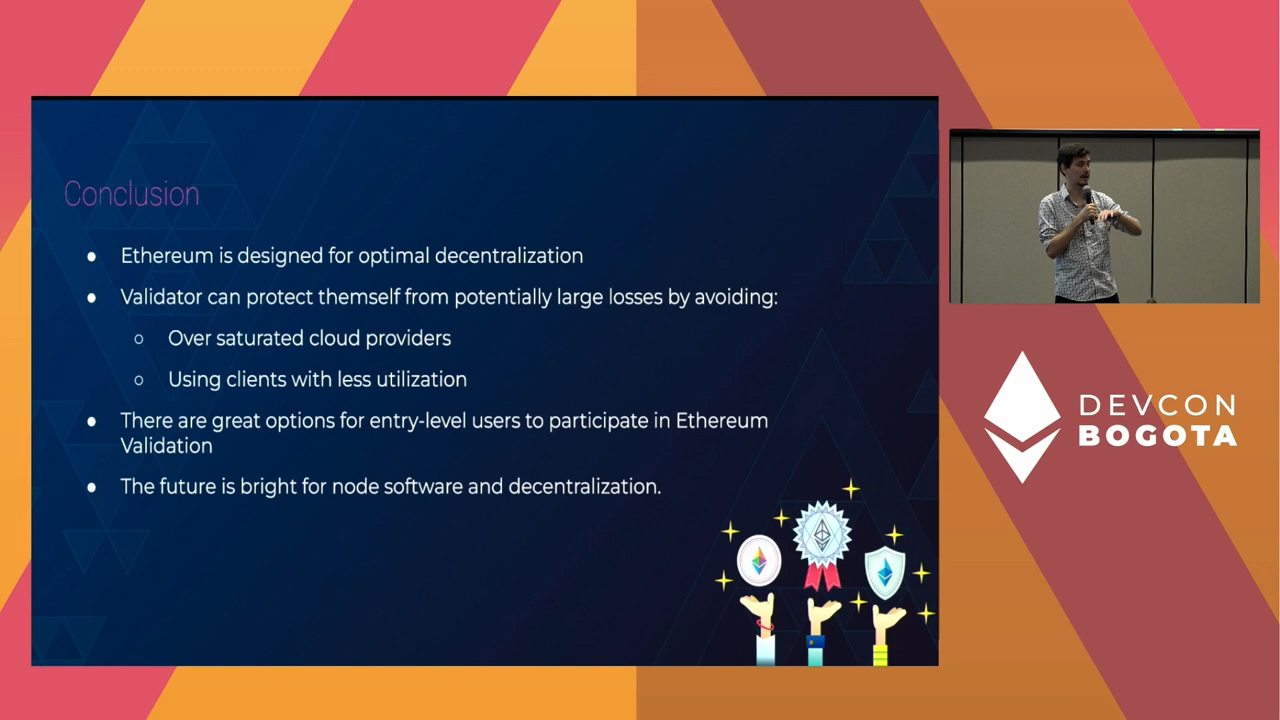 Conclusion
● Ethereum is designed for optimal decentralization
● Validator can protect themself from potentially large losses by avoiding:
○ Over saturated cloud providers
○ Using clients with less utilization
● There are great options for entry-level users to participate in Ethereum
Validation
● The future is bright for node software and decentralization.
DEVCON
BOGOTA